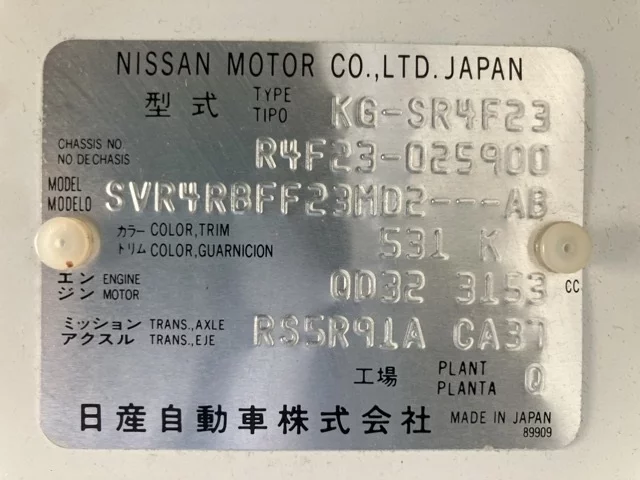 NISSAN MOTOR CO.,LTD. JAPAN
型式 TYPE TIPO KG-SR4F23
CHASSIS NO NO DE CHASIS R4F23-025900
MODEL MODELO SVR4RBFF23MD2---AB
カラー COLOR,TRIM トリム COLOR,GUARNICION 531 K
エンジン ENGINE MOTOR QD32 3153 CC
ミッション TRANS.,AXLE アクスル TRANS.,EJE RS5R91A CA37
工場 PLANT PLANTA Q
日産自動車株式会社 MADE IN JAPAN
89909